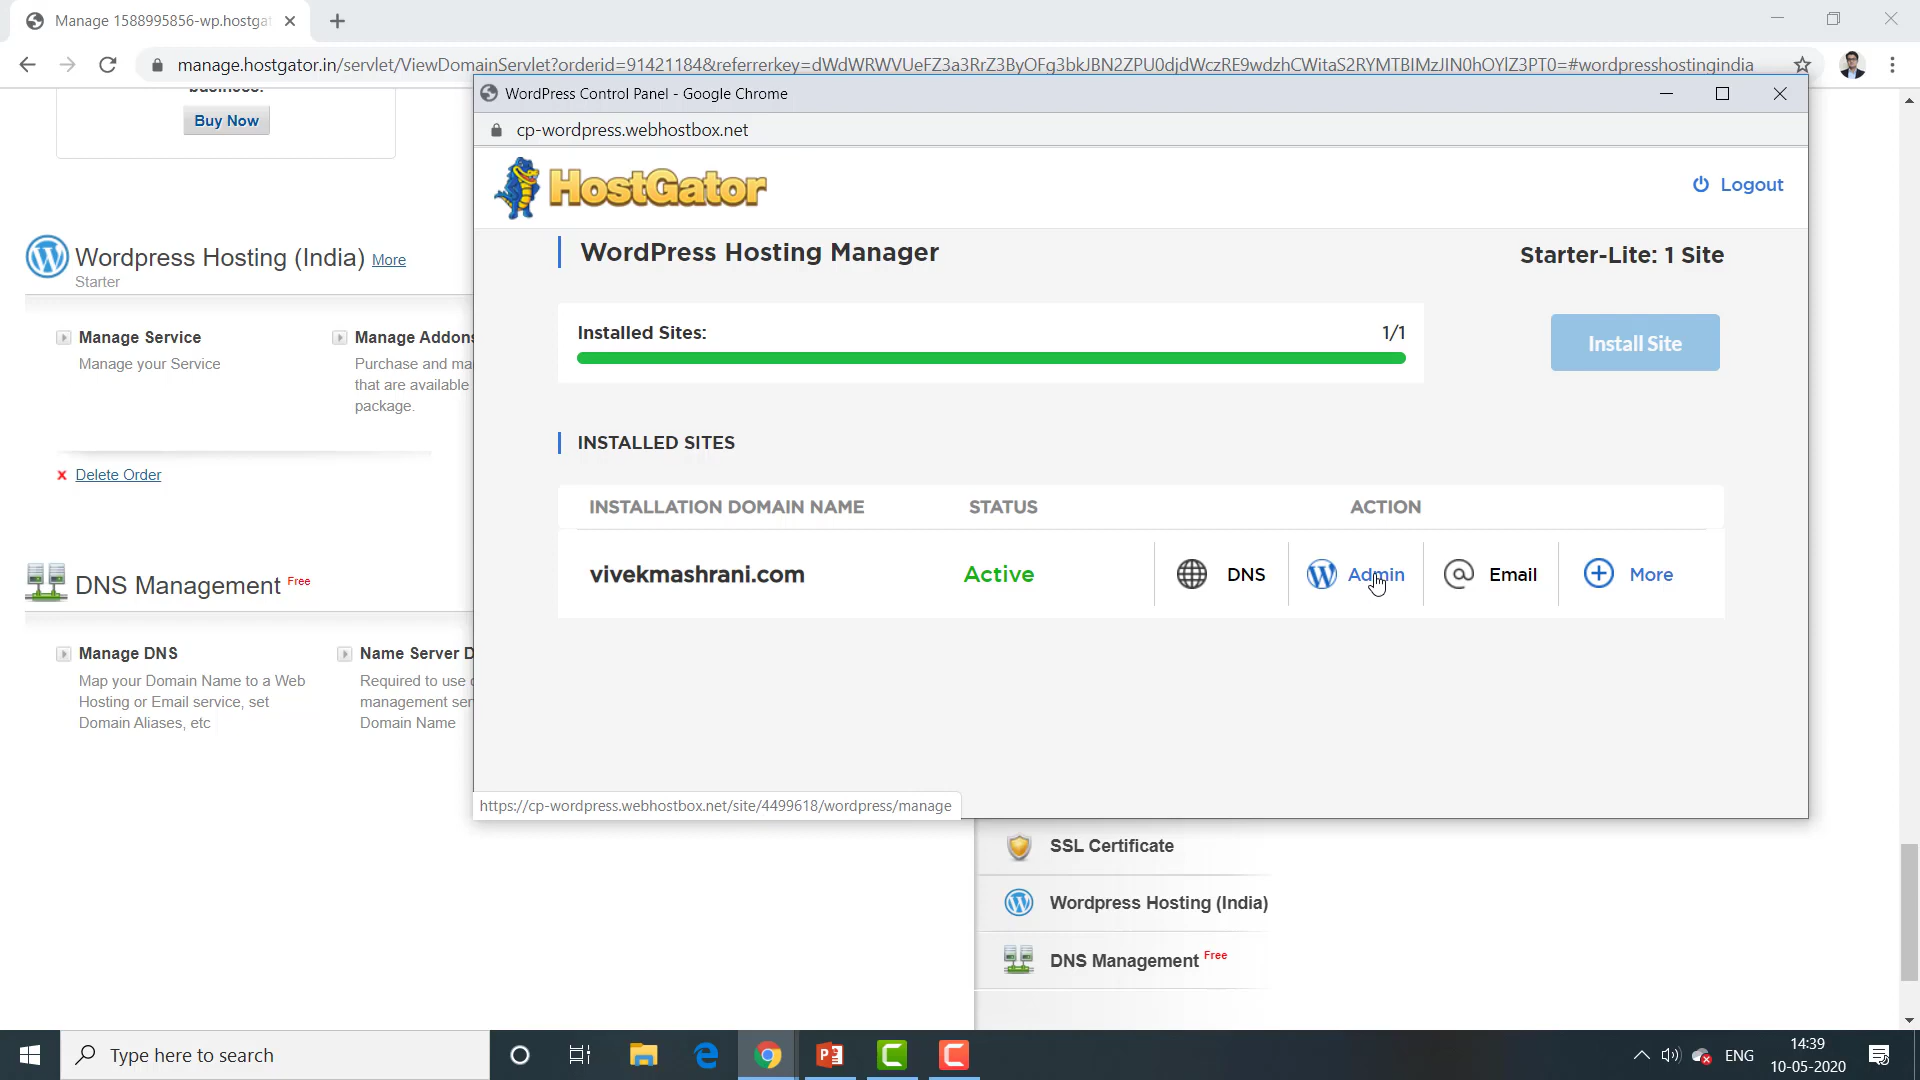 Manage 1588995856-wp.hostga
manage.hostgator.in/servlet/ViewDomainServlet?orderid=91421184&referrerkey=dWdWRWVUeFZ3a3RrZ3ByOFg3bkJBN2ZPU0djdWczRE9wdzhCWitaS2RYMTBIMzJIN0hOYlZ3PT0=#wordpresshostingindia
business.
Buy Now
Wordpress Hosting (India) More
Starter
Manage Service
Manage your Service
Manage Addons
Purchase and ma
that are available
package.
x Delete Order
DNS Management Free
Manage DNS
Map your Domain Name to a Web
Hosting or Email service, set
Domain Aliases, etc
Name Server D
Required to use
management ser
Domain Name
WordPress Control Panel - Google Chrome
cp-wordpress.webhostbox.net
HostGator
Logout
WordPress Hosting Manager
Starter-Lite: 1 Site
Installed Sites:
1/1
Install Site
INSTALLED SITES
INSTALLATION DOMAIN NAME
STATUS
ACTION
vivekmashrani.com
Active
DNS
Admin
Email
More
https://cp-wordpress.webhostbox.net/site/4499618/wordpress/manage
SSL Certificate
Wordpress Hosting (India)
DNS Management Free
Type here to search
ENG
14:39
10-05-2020